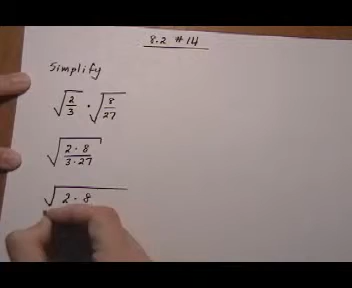 8.2 #14
Simplify
√(2/3) · √(8/27)
√((2 · 8)/(3 · 27))
√(2 · 8